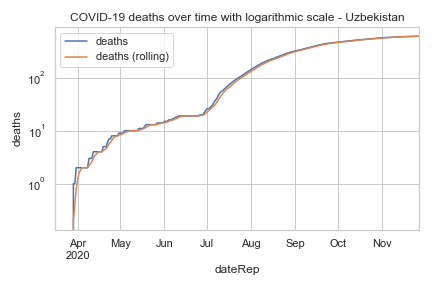 COVID-19 deaths over time with logarithmic scale - Uzbekistan
deaths
deaths (rolling)
10²
10¹
10⁰
deaths
Apr May Jun Jul Aug Sep Oct Nov
2020
dateRep